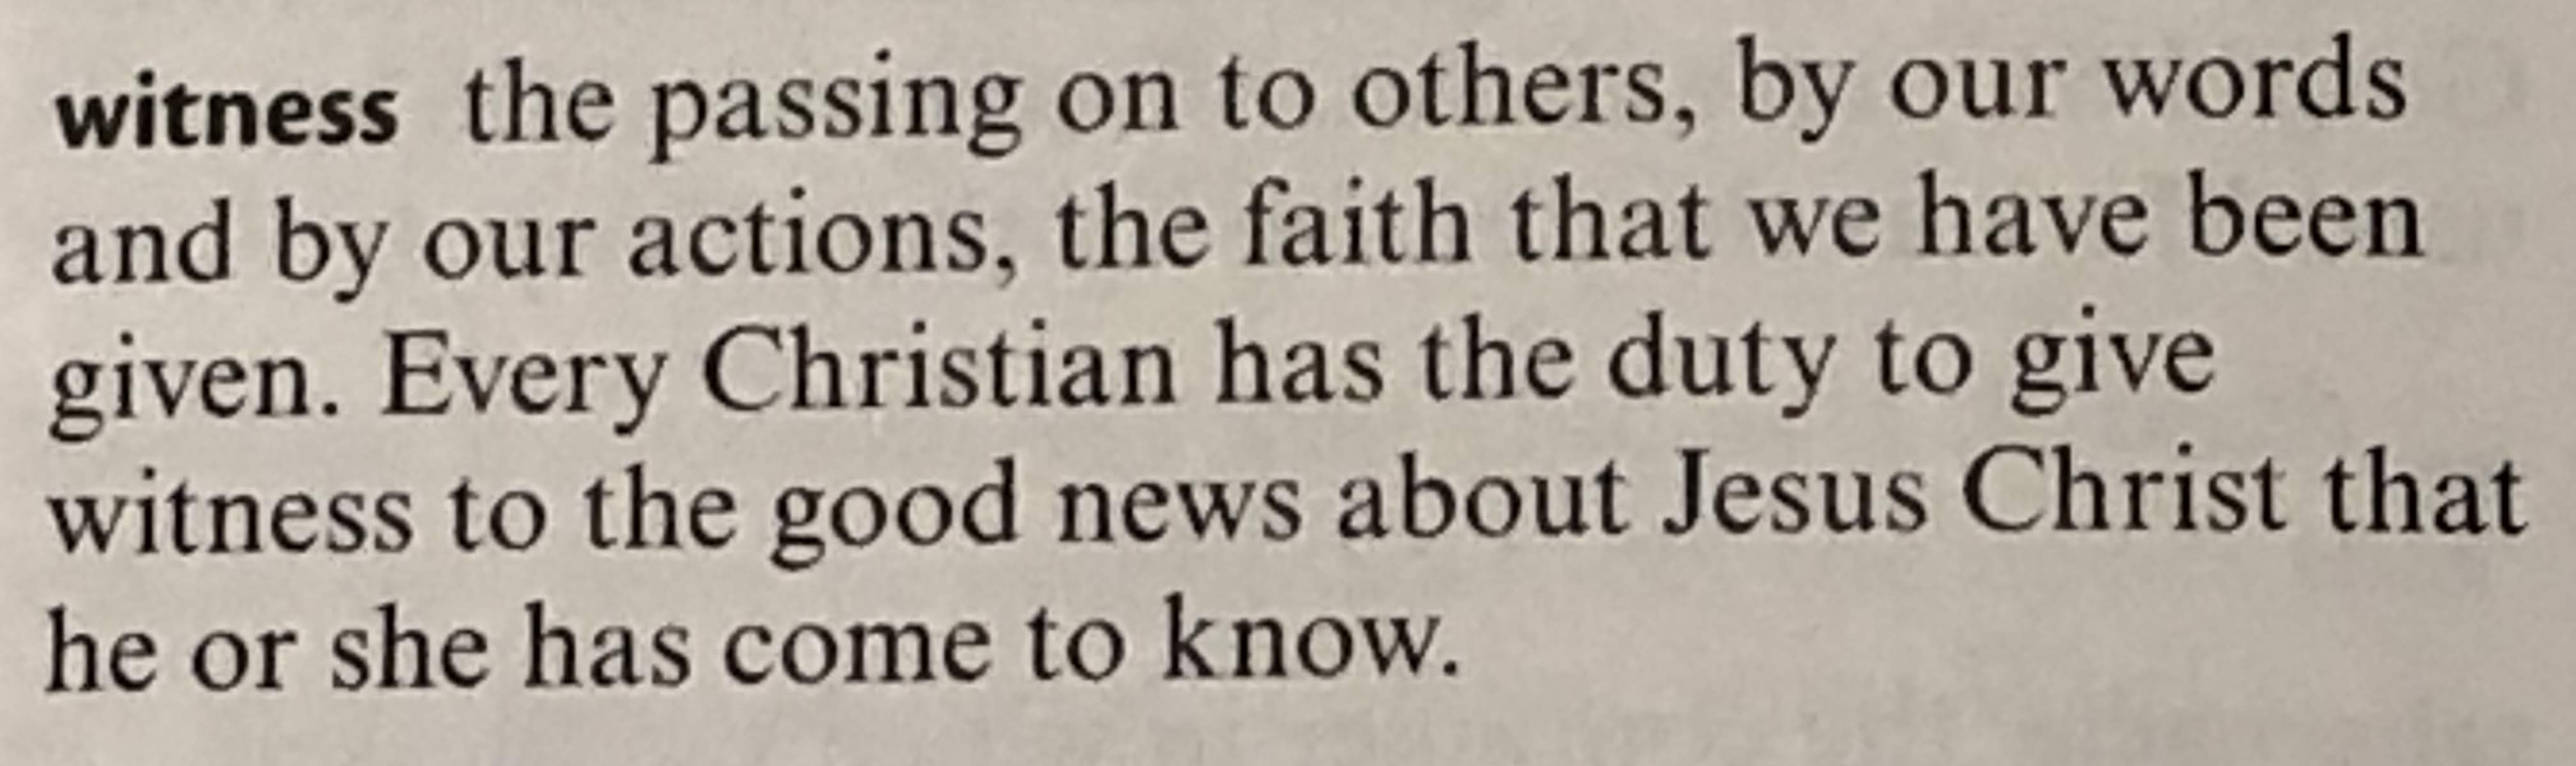 witness the passing on to others, by our words
and by our actions, the faith that we have been
given. Every Christian has the duty to give
witness to the good news about Jesus Christ that
he or she has come to know.